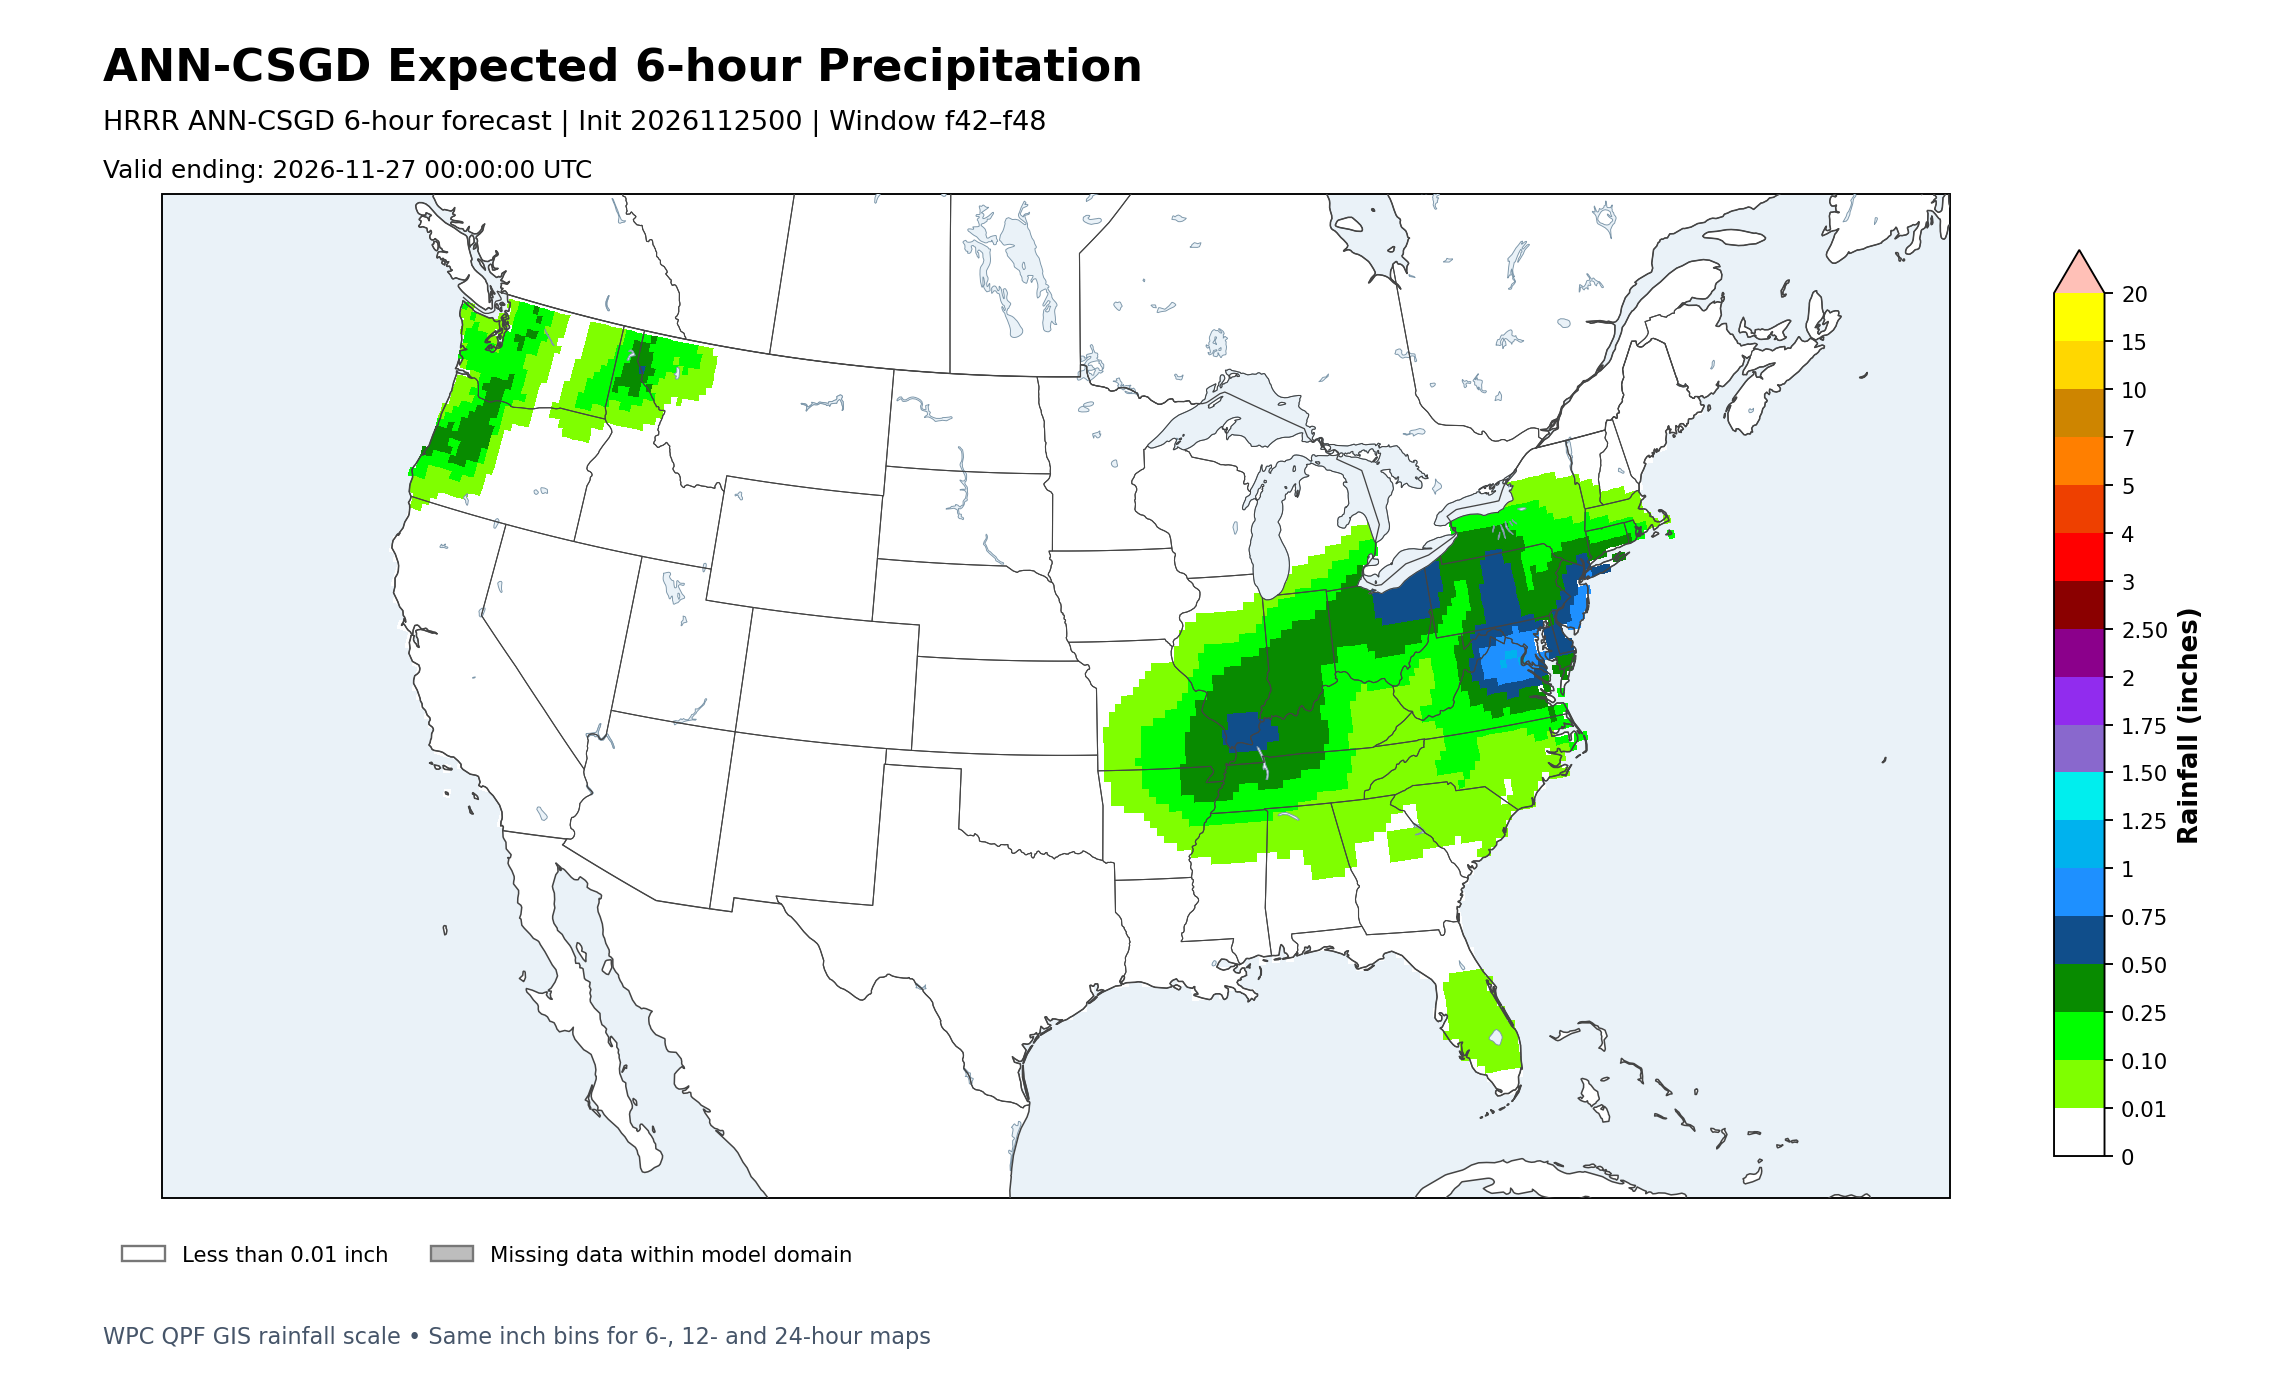 ANN-CSGD Expected 6-hour Precipitation
HRRR ANN-CSGD 6-hour forecast | Init 2026112500 | Window f42–f48
Valid ending: 2026-11-27 00:00:00 UTC
20
15
10
7
5
4
3
2.50
2
1.75
1.50
1.25
1
0.75
0.50
0.25
0.10
0.01
0
Rainfall (inches)
Less than 0.01 inch
Missing data within model domain
WPC QPF GIS rainfall scale • Same inch bins for 6-, 12- and 24-hour maps